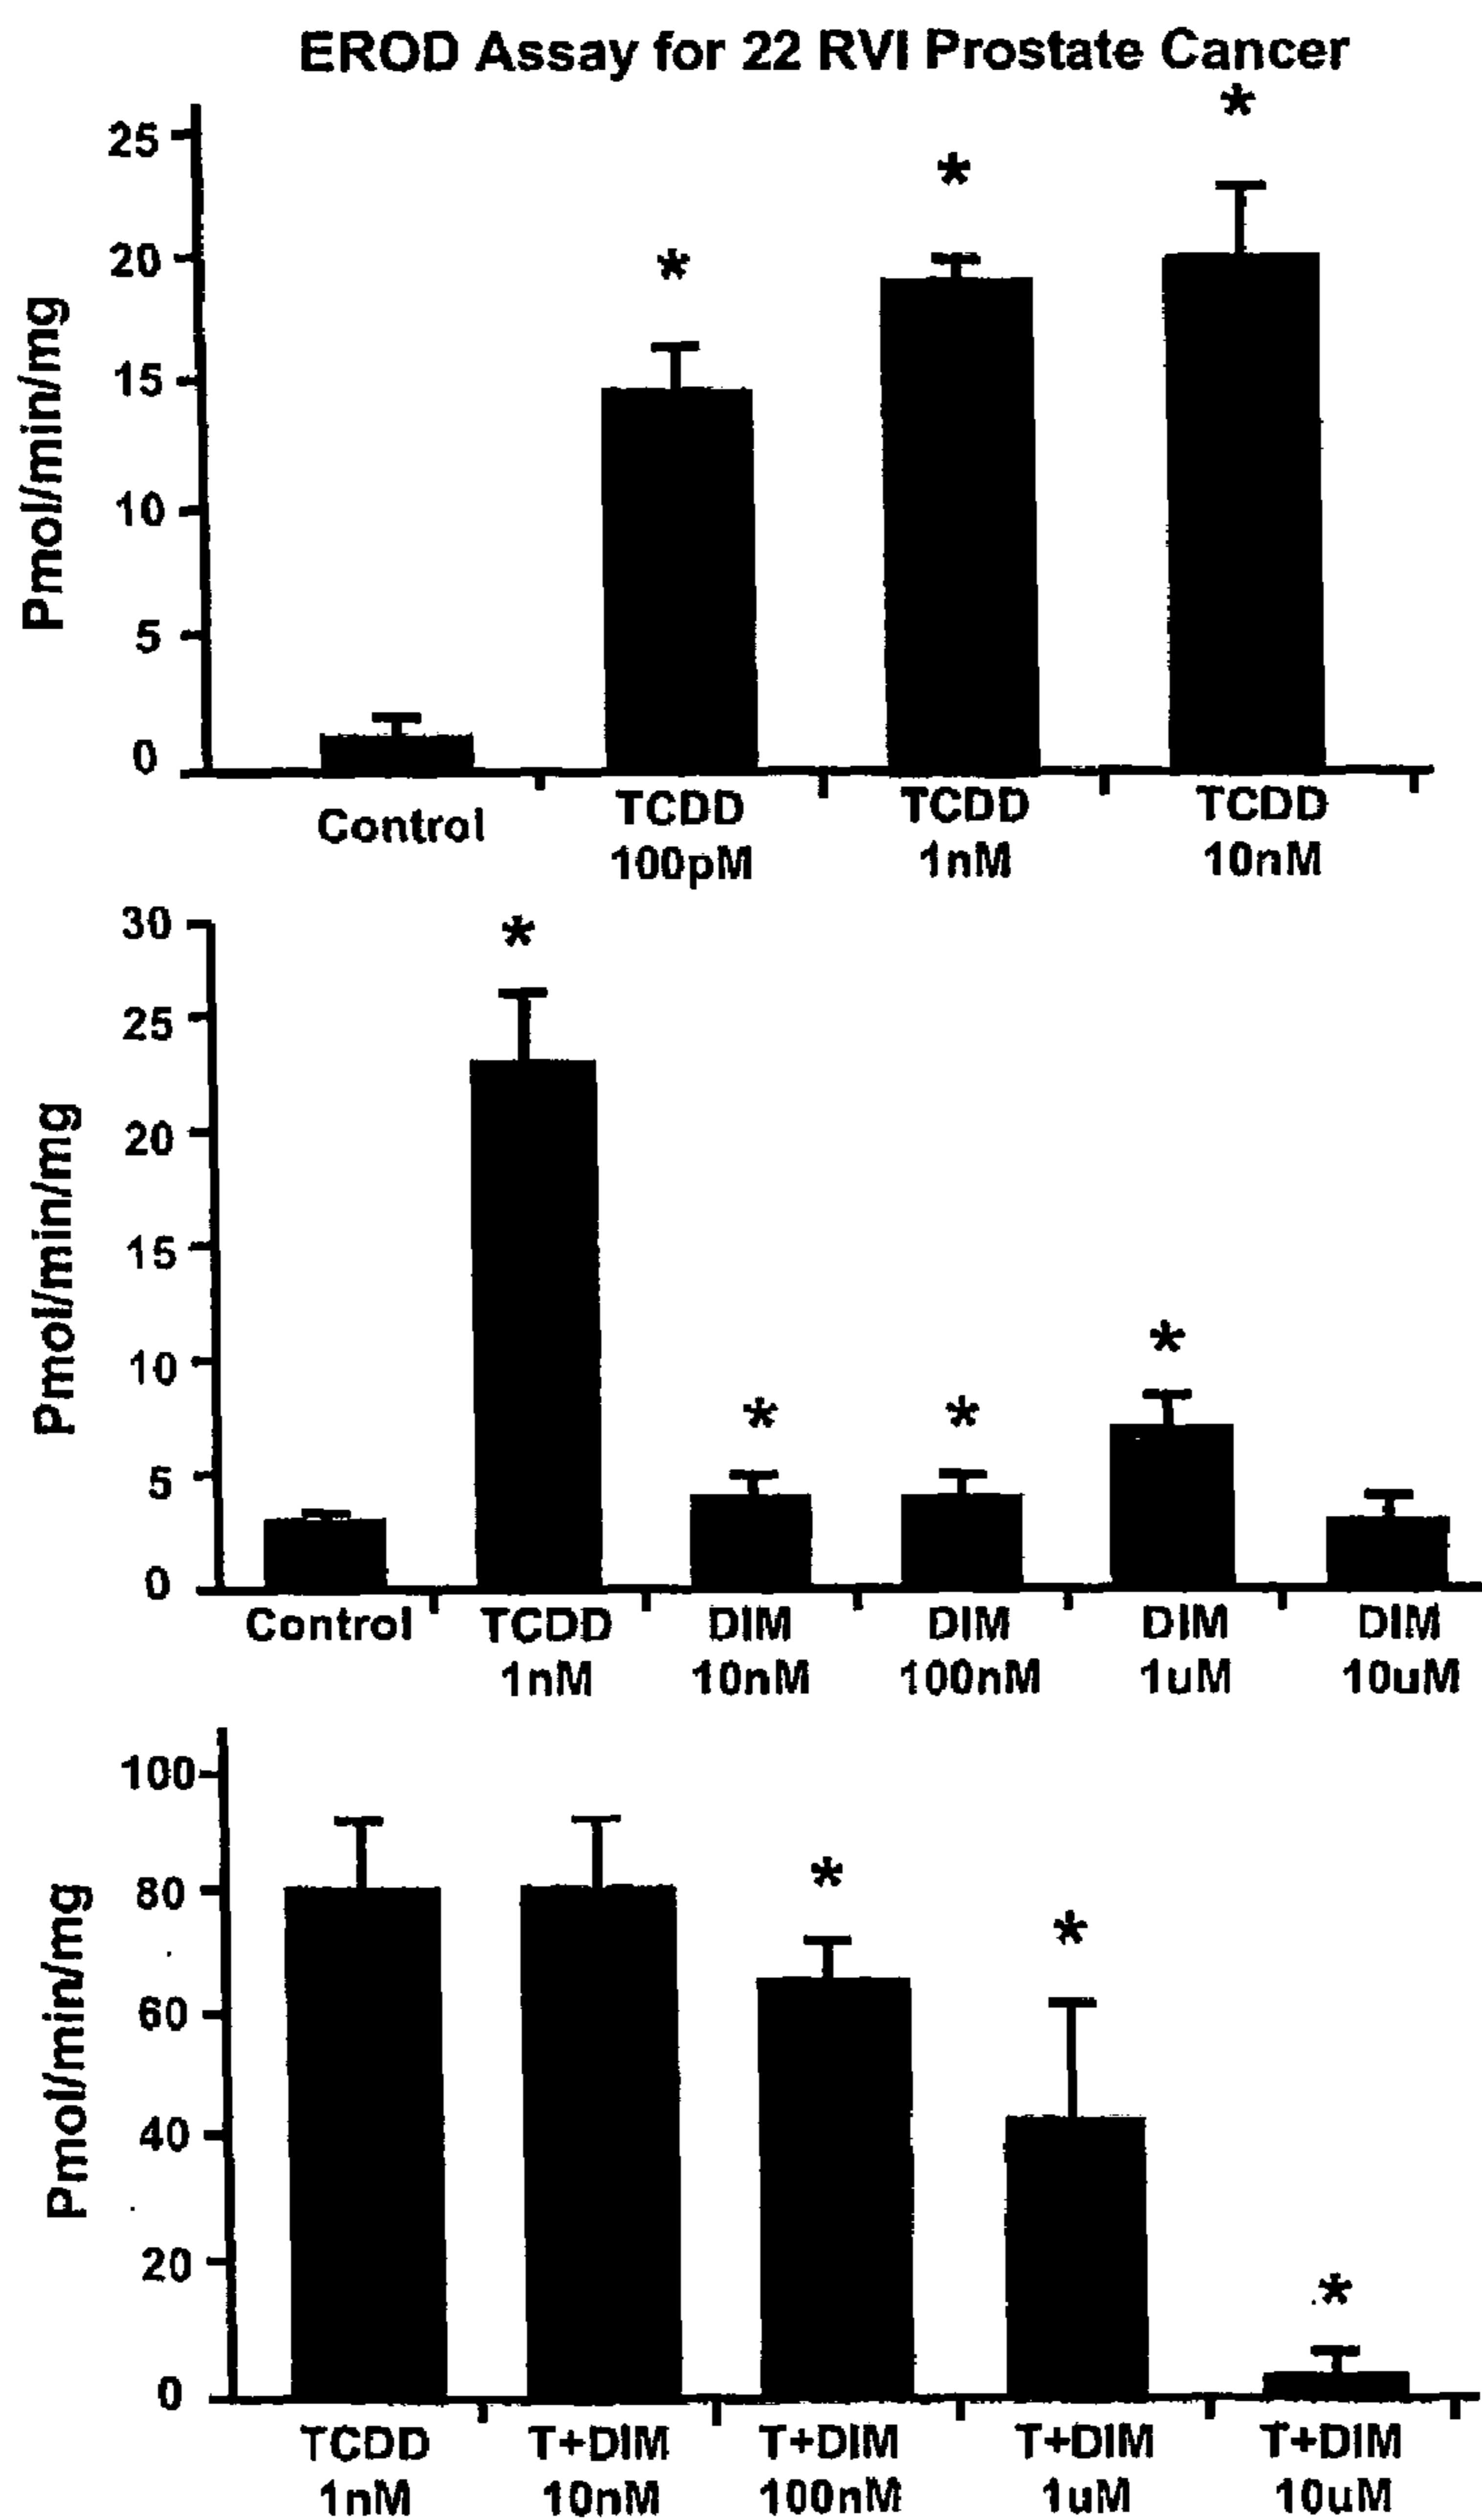 EROD Assay for 22 RVI Prostate Cancer
Pmol/min/mg
25
20
15
10
5
0
*
*
*
Control
TCDD
100pM
TCDD
1nM
TCDD
10nM
Pmol/min/mg
30
25
20
15
10
5
0
*
*
*
*
Control
TCDD
1nM
DIM
10nM
DIM
100nM
DIM
1uM
DIM
10uM
Pmol/min/mg
100
80
60
40
20
0
*
*
*
TCDD
1nM
T+DIM
10nM
T+DIM
100nM
T+DIM
1uM
T+DIM
10uM